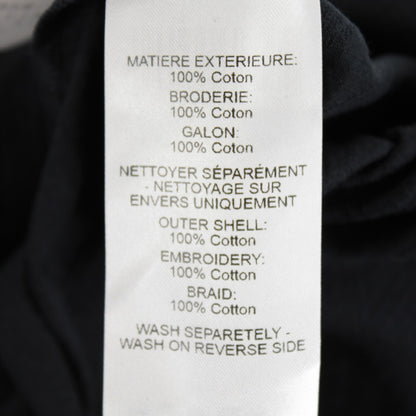 MATIERE EXTERIEURE:
100% Coton
BRODERIE:
100% Coton
GALON:
100% Coton
NETTOYER SÉPARÉMENT
- NETTOYAGE SUR
ENVERS UNIQUEMENT
OUTER SHELL:
100% Cotton
EMBROIDERY:
100% Cotton
BRAID:
100% Cotton
WASH SEPARETELY -
WASH ON REVERSE SIDE